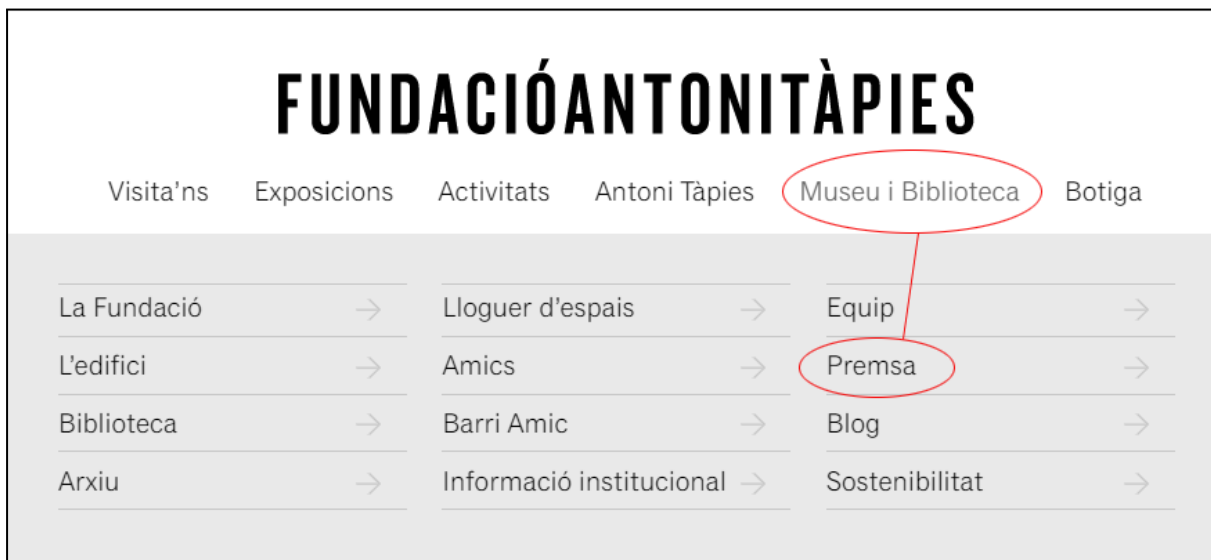 FUNDACIÓANTONITÀPIES
Visita’ns Exposicions Activitats Antoni Tàpies Museu i Biblioteca Botiga
La Fundació Lloguer d’espais Equip
L’edifici Amics Premsa
Biblioteca Barri Amic Blog
Arxiu Informació institucional Sostenibilitat